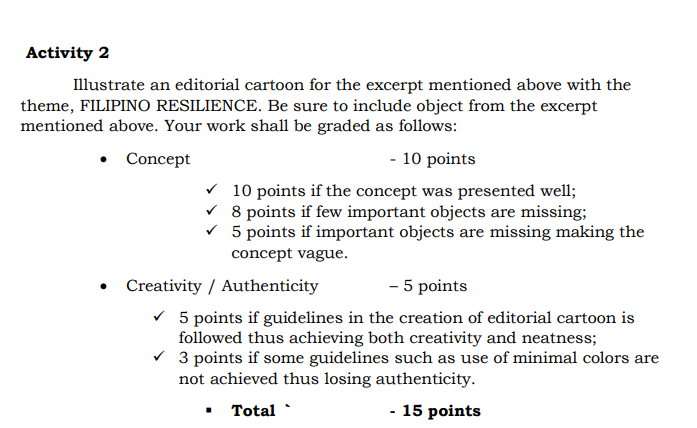 Activity 2
Illustrate an editorial cartoon for the excerpt mentioned above with the
theme, FILIPINO RESILIENCE. Be sure to include object from the excerpt
mentioned above. Your work shall be graded as follows:
• Concept - 10 points
✓ 10 points if the concept was presented well;
✓ 8 points if few important objects are missing;
✓ 5 points if important objects are missing making the
concept vague.
• Creativity / Authenticity – 5 points
✓ 5 points if guidelines in the creation of editorial cartoon is
followed thus achieving both creativity and neatness;
✓ 3 points if some guidelines such as use of minimal colors are
not achieved thus losing authenticity.
▪ Total ` - 15 points